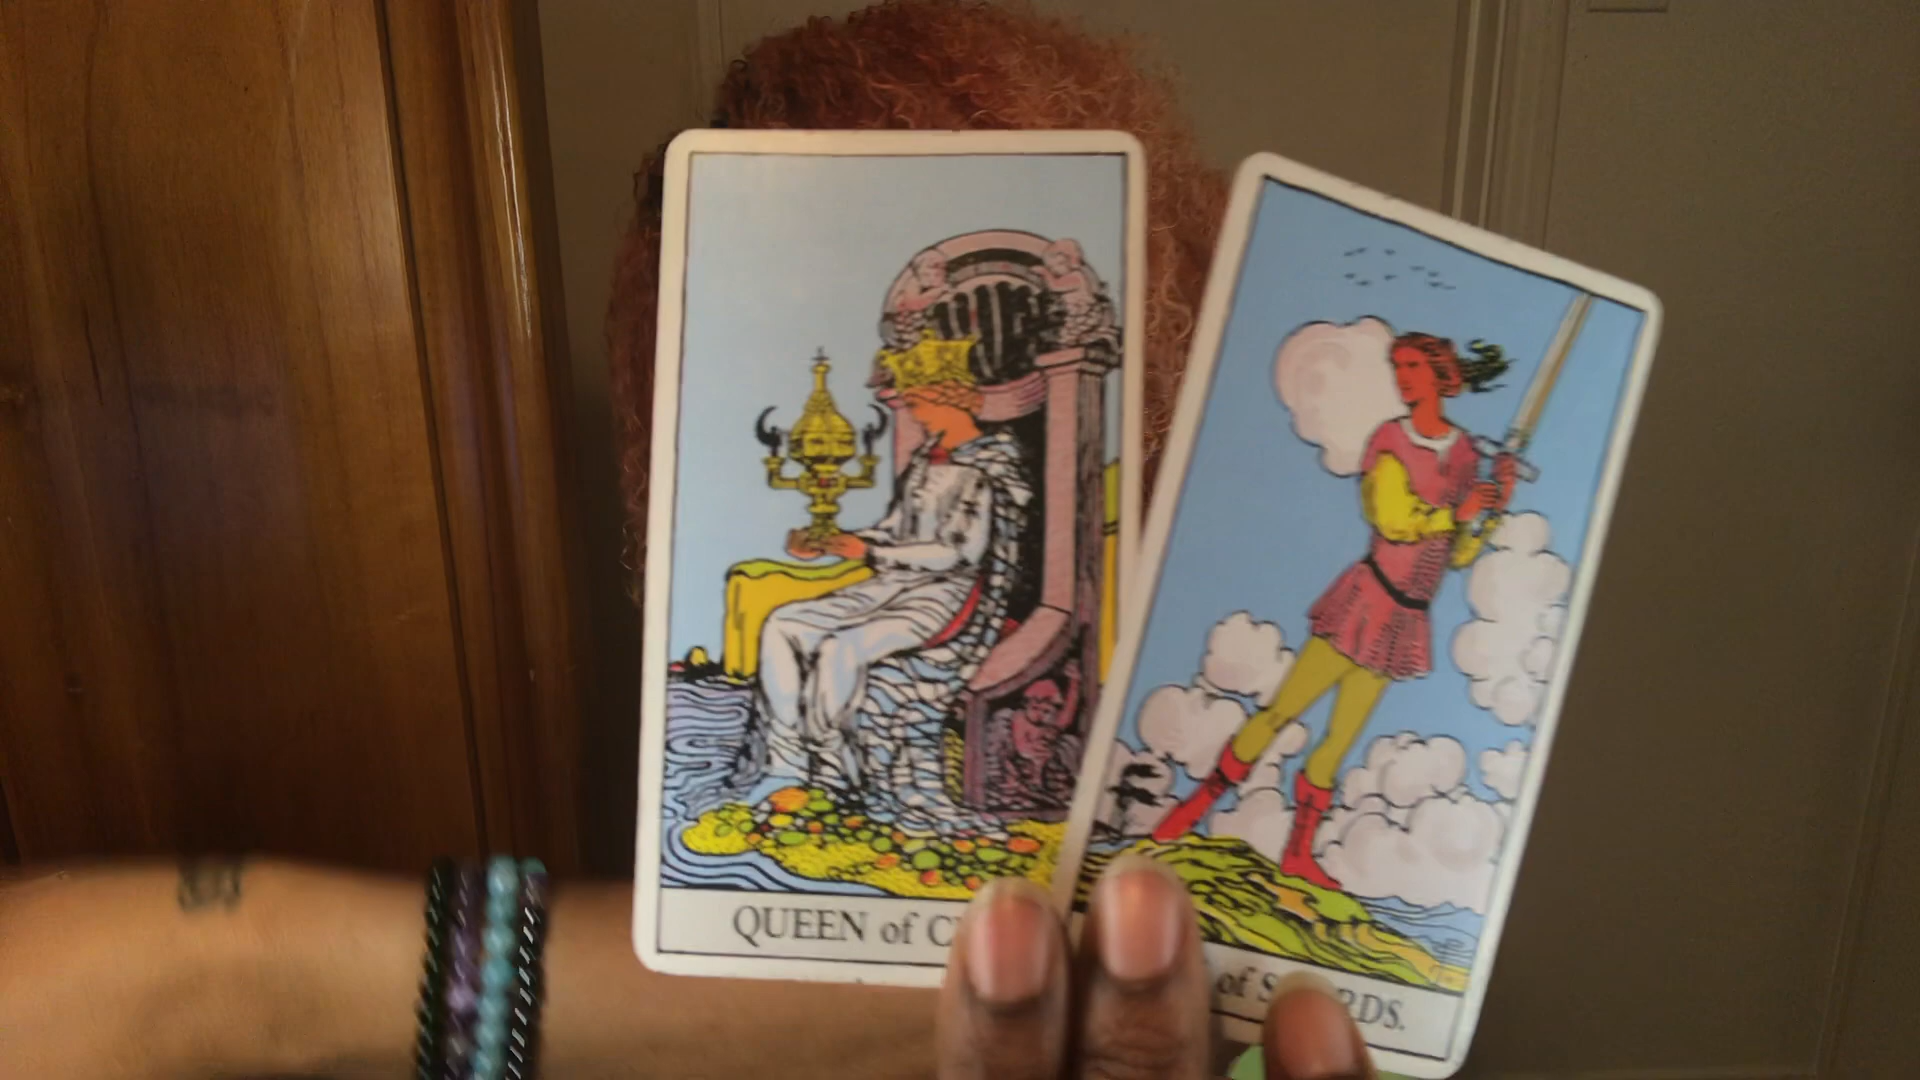 QUEEN of C
of S RDS.